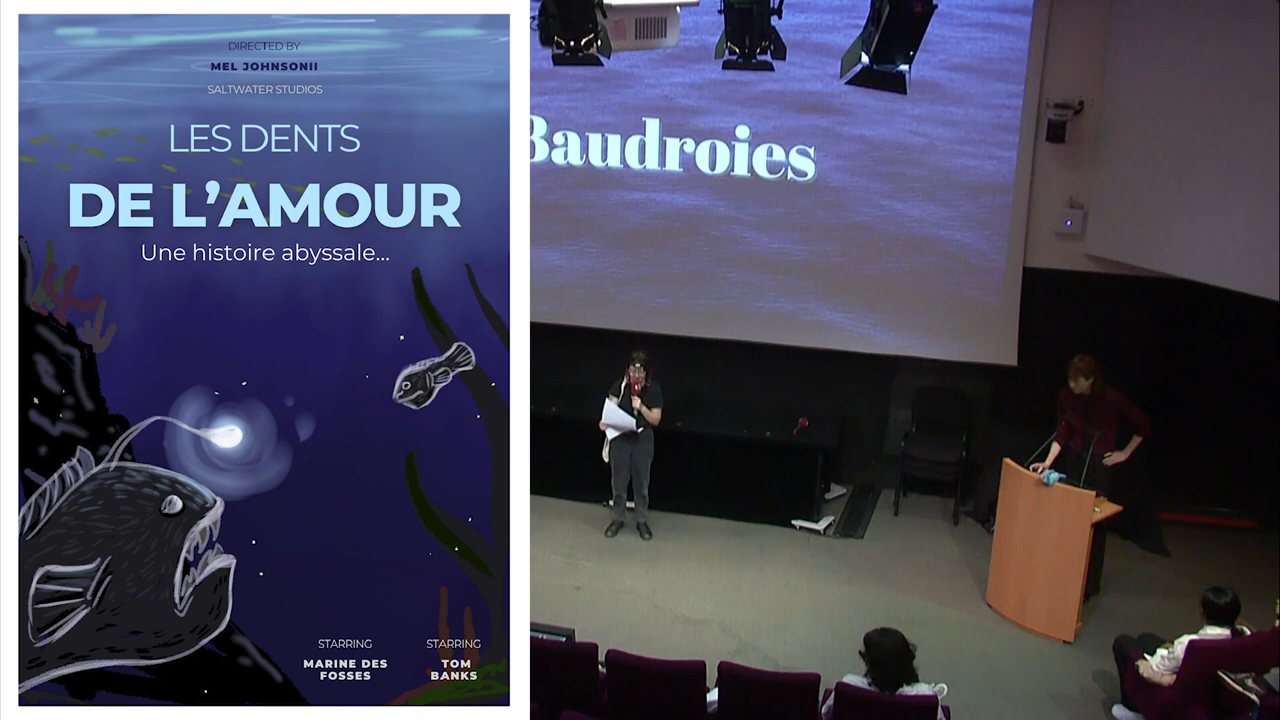 DIRECTED BY
MEL JOHNSONII
SALTWATER STUDIOS
LES DENTS
DE L'AMOUR
Une histoire abyssale...
STARRING
MARINE DES
FOSSES
STARRING
TOM
BANKS
Baudroies